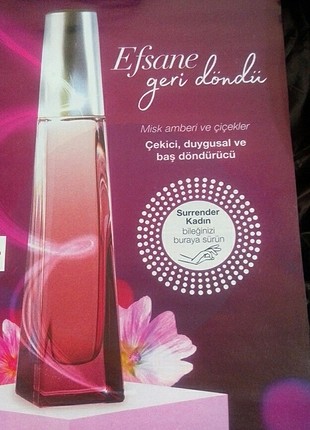 Efsane
geri döndü
Misk amberi ve çiçekler
Çekici, duygusal ve
baş döndürücü
Surrender
Kadın
bileğinizi
buraya sürün